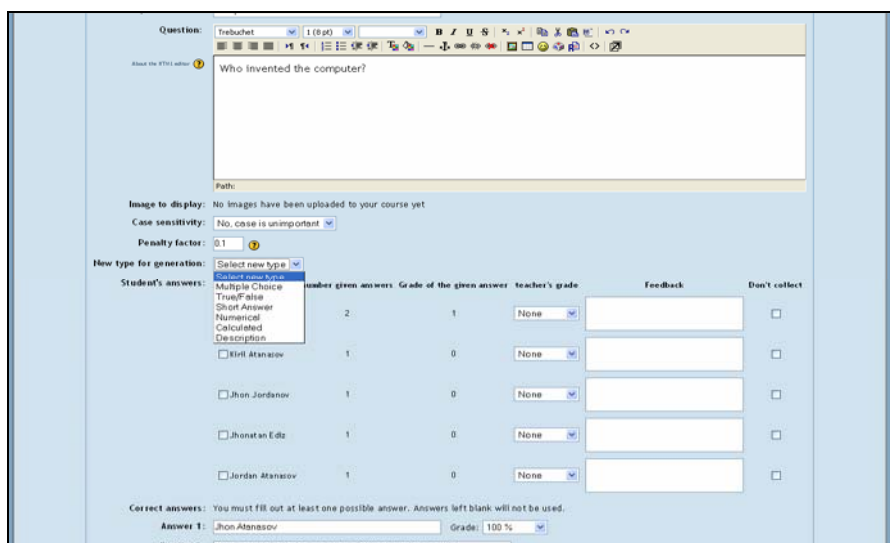 Question: Trebuchet 1 (8 pt) B I U S
About the HTML editor
Who invented the computer?
Path:
Image to display: No images have been uploaded to your course yet
Case sensitivity: No, case is unimportant
Penalty factor: 0.1
New type for generation: Select new type
Select new type
Student's answers: Multiple Choice umber given answers Grade of the given answer teacher's grade Feedback Don't collect
True/False
Short Answer
Numerical 2 1 None
Calculated
Description
Kiril Atanasov 1 0 None
Jhon Jordanov 1 0 None
Jhonatan Ediz 1 0 None
Jordan Atanasov 1 0 None
Correct answers: You must fill out at least one possible answer. Answers left blank will not be used.
Answer 1: Jhon Atanasov Grade: 100 %